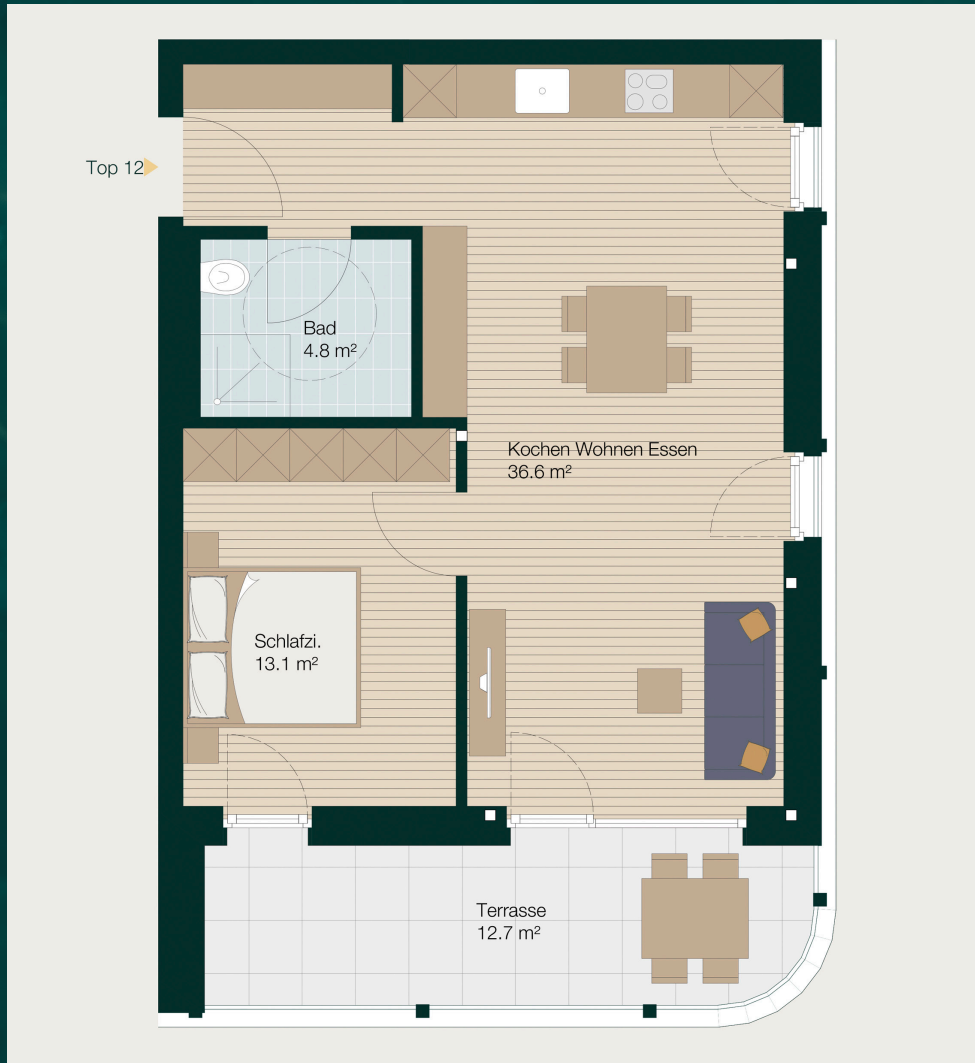 Top 12
Bad
4.8 m²
Kochen Wohnen Essen
36.6 m²
Schlafzi.
13.1 m²
Terrasse
12.7 m²